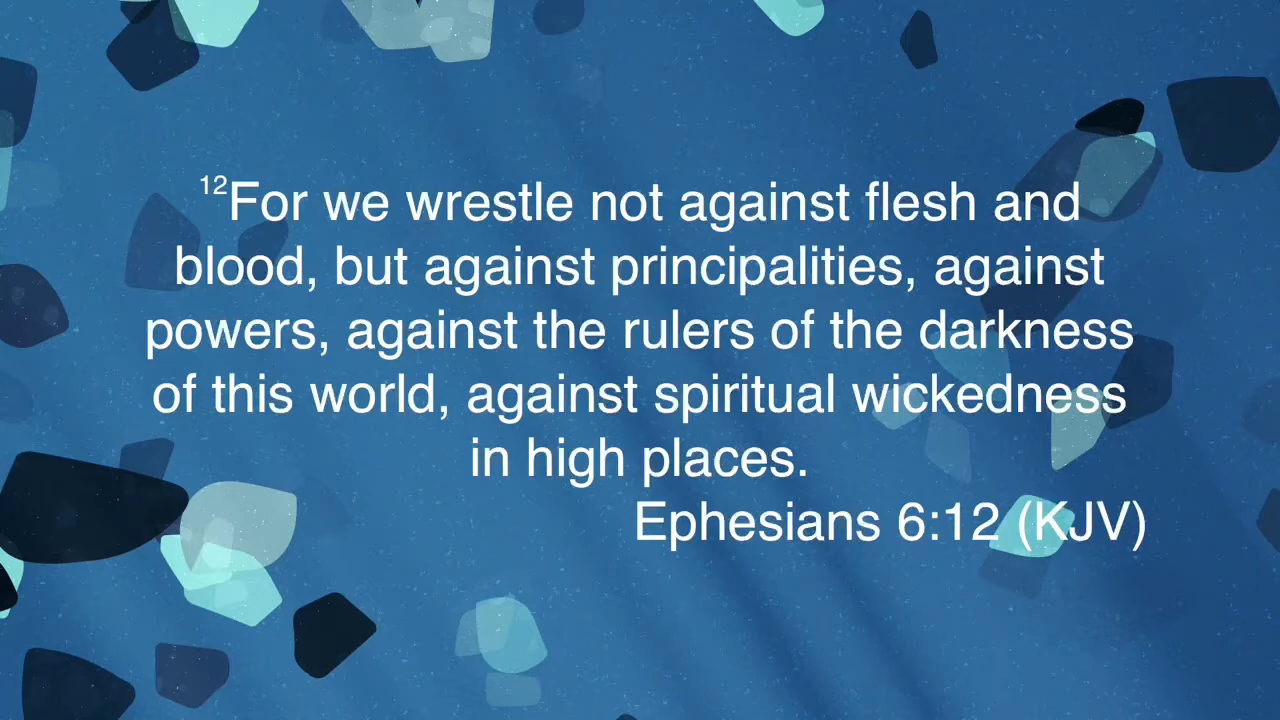 ¹²For we wrestle not against flesh and
blood, but against principalities, against
powers, against the rulers of the darkness
of this world, against spiritual wickedness
in high places.
Ephesians 6:12 (KJV)